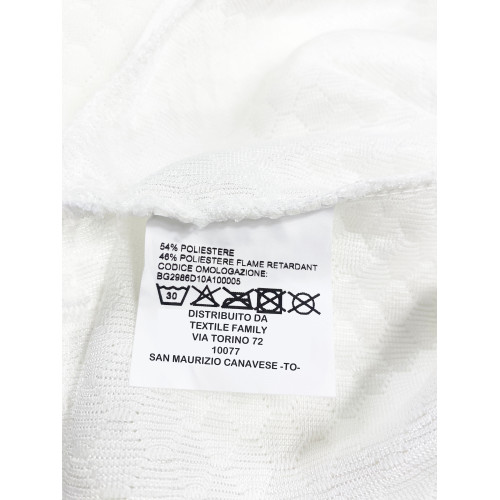 54% POLIESTERE
46% POLIESTERE FLAME RETARDANT
CODICE OMOLOGAZIONE:
BG2986D10A100005
30
DISTRIBUITO DA
TEXTILE FAMILY
VIA TORINO 72
10077
SAN MAURIZIO CANAVESE -TO-